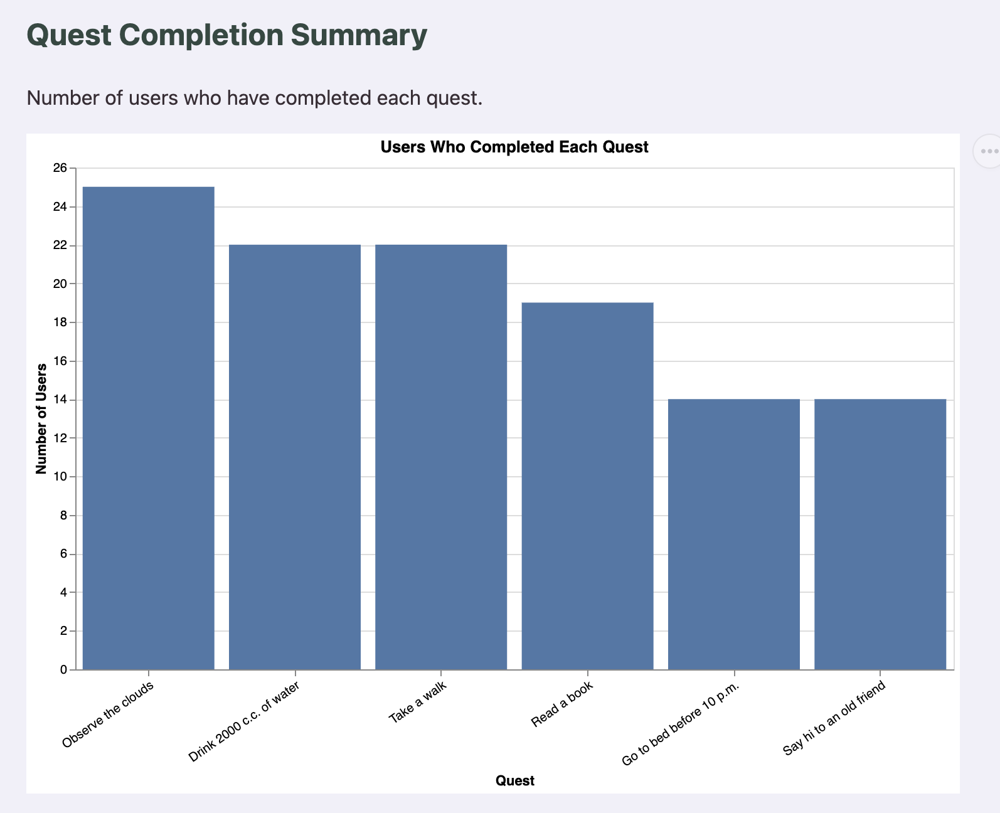 Quest Completion Summary
Number of users who have completed each quest.
Users Who Completed Each Quest
26
24
22
20
18
16
14
12
10
8
6
4
2
0
Number of Users
Observe the clouds
Drink 2000 c.c. of water
Take a walk
Read a book
Go to bed before 10 p.m.
Say hi to an old friend
Quest